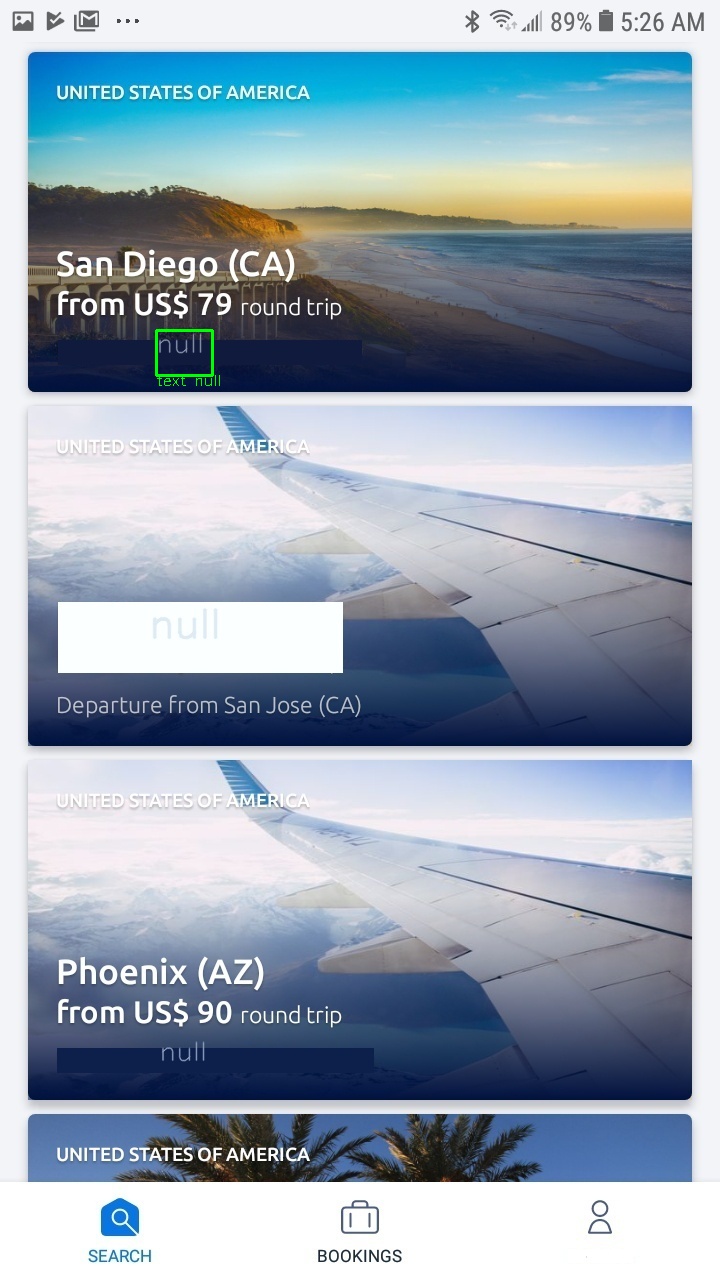 89% 5:26 AM
UNITED STATES OF AMERICA
San Diego (CA)
from US$ 79 round trip
null
text null
UNITED STATES OF AMERICA
null
Departure from San Jose (CA)
UNITED STATES OF AMERICA
Phoenix (AZ)
from US$ 90 round trip
null
UNITED STATES OF AMERICA
SEARCH BOOKINGS